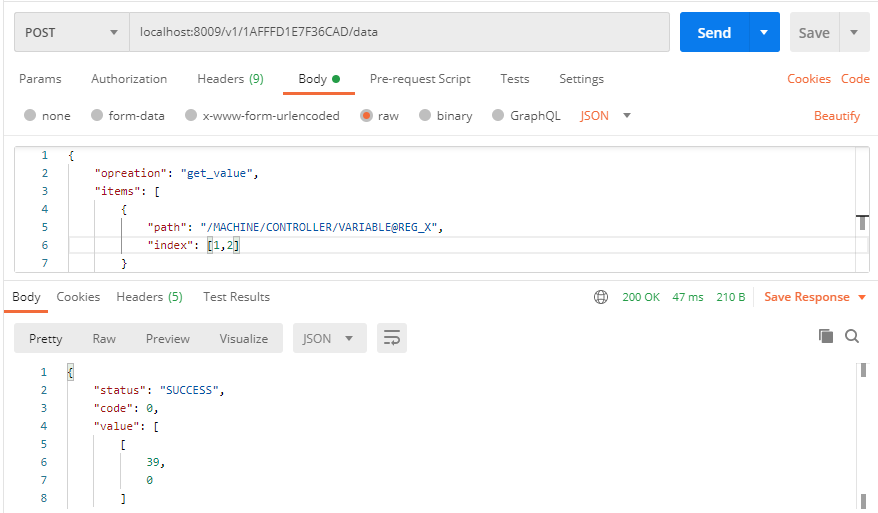 POST localhost:8009/v1/1AFFFD1E7F36CAD/data Send Save
Params Authorization Headers (9) Body Pre-request Script Tests Settings Cookies Code
none form-data x-www-form-urlencoded raw binary GraphQL JSON Beautify
1 {
2 "opreation": "get_value",
3 "items": [
4 {
5 "path": "/MACHINE/CONTROLLER/VARIABLE@REG_X",
6 "index": [1,2]
7 }
Body Cookies Headers (5) Test Results 200 OK 47 ms 210 B Save Response
Pretty Raw Preview Visualize JSON
1 {
2 "status": "SUCCESS",
3 "code": 0,
4 "value": [
5 [
6 39,
7 0
8 ]